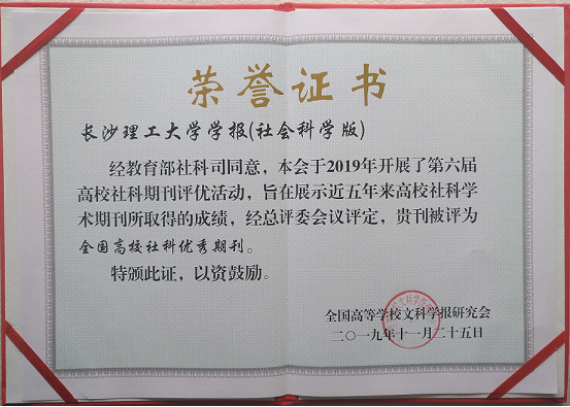 荣誉证书
长沙理工大学学报(社会科学版)
经教育部社科司同意，本会于2019年开展了第六届
高校社科期刊评优活动，旨在展示近五年来高校社科学
术期刊所取得的成绩，经总评委会议评定，贵刊被评为
全国高校社科优秀期刊。
特颁此证，以资鼓励。
全国高等学校文科学报研究会
二〇一九年十一月二十五日